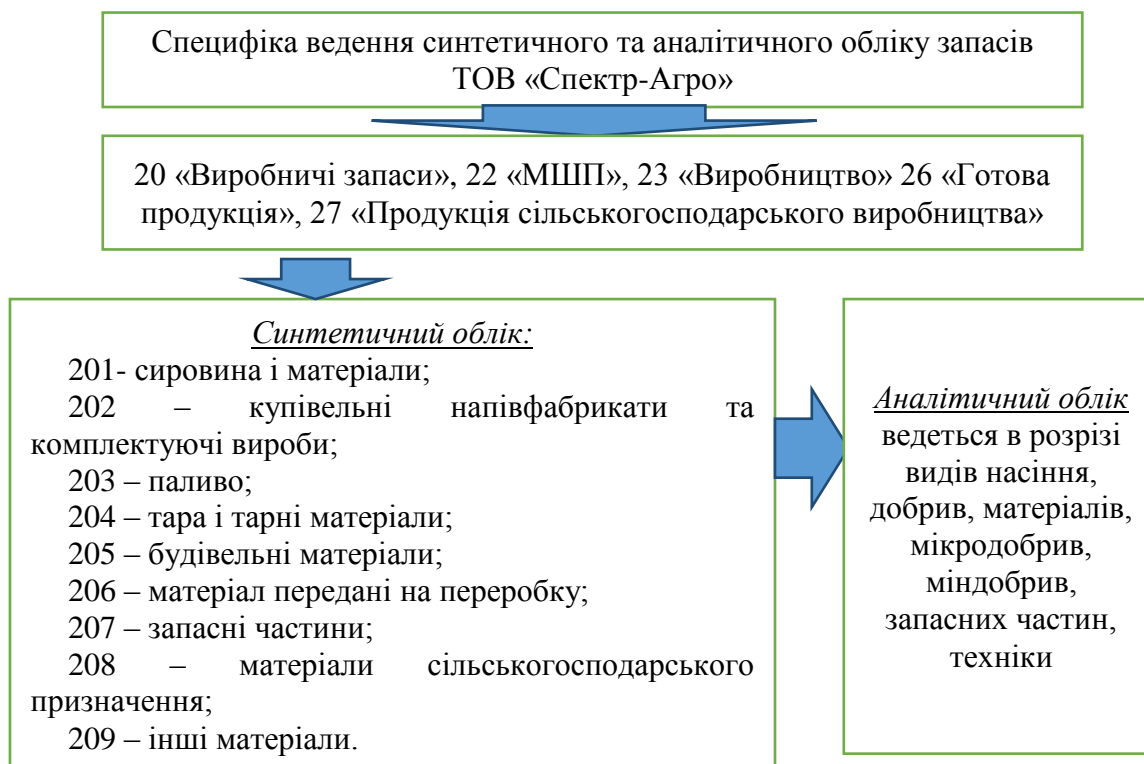 Специфіка ведення синтетичного та аналітичного обліку запасів
ТОВ «Спектр-Агро»
20 «Виробничі запаси», 22 «МШП», 23 «Виробництво» 26 «Готова
продукція», 27 «Продукція сільськогосподарського виробництва»
Синтетичний облік:
201- сировина і матеріали;
202 – купівельні напівфабрикати та
комплектуючі вироби;
203 – паливо;
204 – тара і тарні матеріали;
205 – будівельні матеріали;
206 – матеріал передані на переробку;
207 – запасні частини;
208 – матеріали сільськогосподарського
призначення;
209 – інші матеріали.
Аналітичний облік
ведеться в розрізі
видів насіння,
добрив, матеріалів,
мікродобрив,
міндобрив,
запасних частин,
техніки